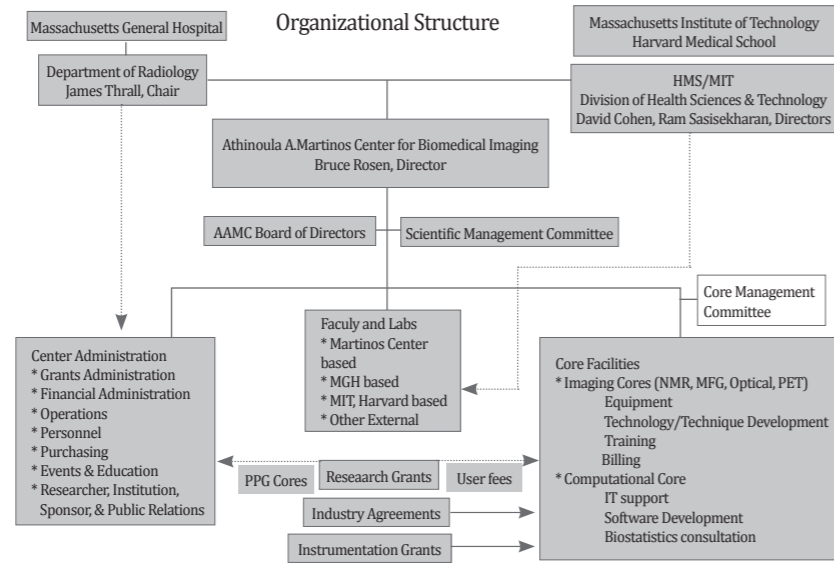 Organizational Structure
Massachusetts General Hospital
Massachusetts Institute of Technology
Harvard Medical School
Department of Radiology
James Thrall, Chair
HMS/MIT
Division of Health Sciences & Technology
David Cohen, Ram Sasisekharan, Directors
Athinoula A.Martinos Center for Biomedical Imaging
Bruce Rosen, Director
AAMC Board of Directors
Scientific Management Committee
Core Management
Committee
Center Administration
* Grants Administration
* Financial Administration
* Operations
* Personnel
* Purchasing
* Events & Education
* Researcher, Institution,
Sponsor, & Public Relations
Faculy and Labs
* Martinos Center
based
* MGH based
* MIT, Harvard based
* Other External
Core Facilities
* Imaging Cores (NMR, MFG, Optical, PET)
Equipment
Technology/Technique Development
Training
Billing
* Computational Core
IT support
Software Development
Biostatistics consultation
PPG Cores
Research Grants
User fees
Industry Agreements
Instrumentation Grants